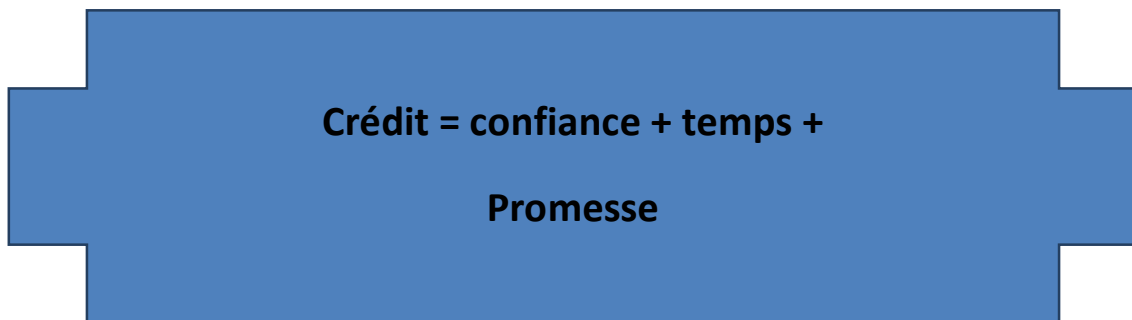 Crédit = confiance + temps +
Promesse